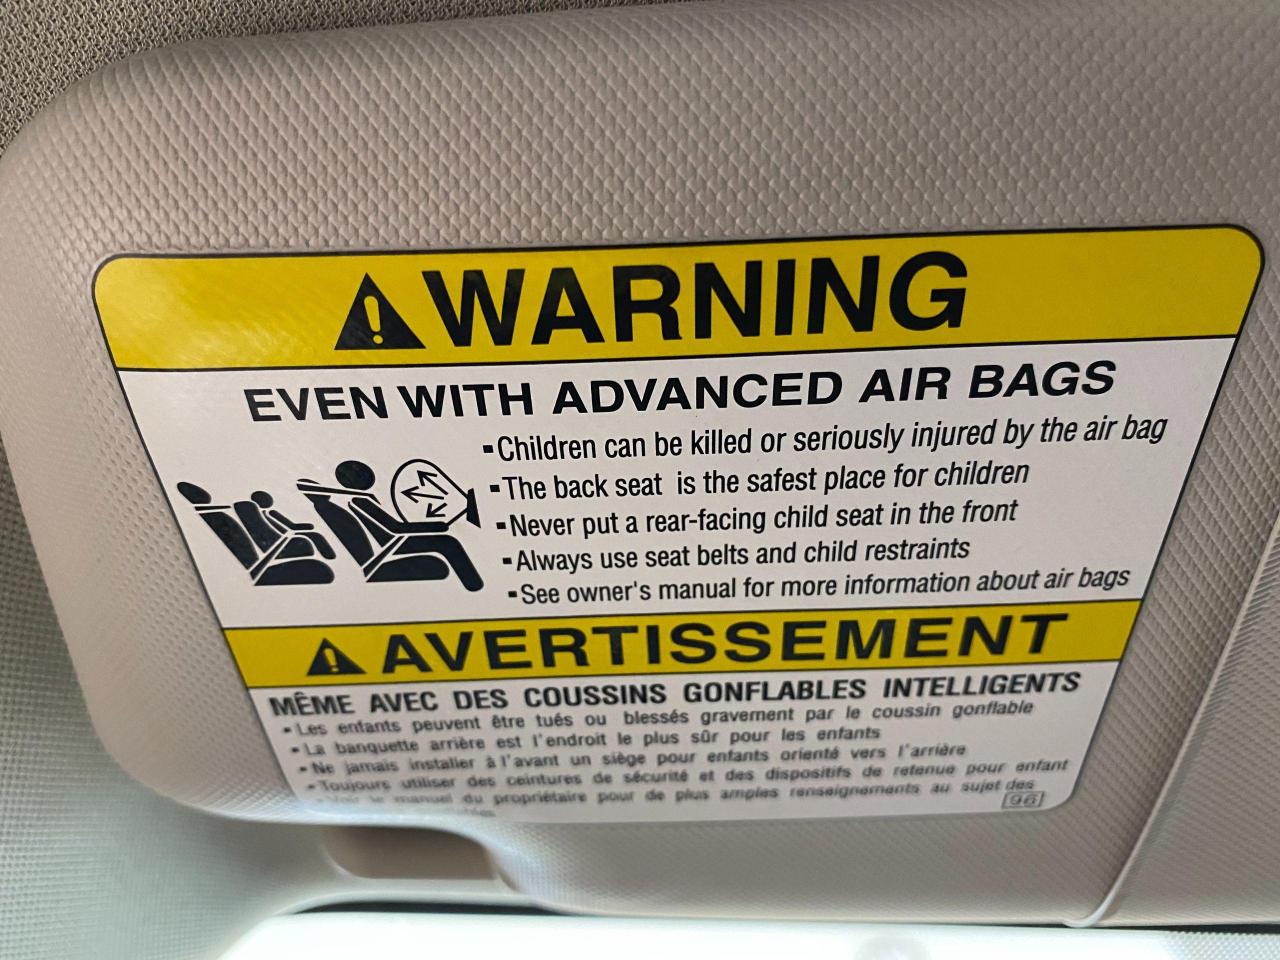 WARNING
EVEN WITH ADVANCED AIR BAGS
▪Children can be killed or seriously injured by the air bag
▪The back seat is the safest place for children
▪Never put a rear-facing child seat in the front
▪Always use seat belts and child restraints
▪See owner's manual for more information about air bags
AVERTISSEMENT
MÊME AVEC DES COUSSINS GONFLABLES INTELLIGENTS
▪ Les enfants peuvent être tués ou blessés gravement par le coussin gonflable
▪ La banquette arrière est l'endroit le plus sûr pour les enfants
▪ Ne jamais installer à l'avant un siège pour enfants orienté vers l'arrière
▪ Toujours utiliser des ceintures de sécurité et des dispositifs de retenue pour enfant
le manuel du propriétaire pour de plus amples renseignements au sujet des
96